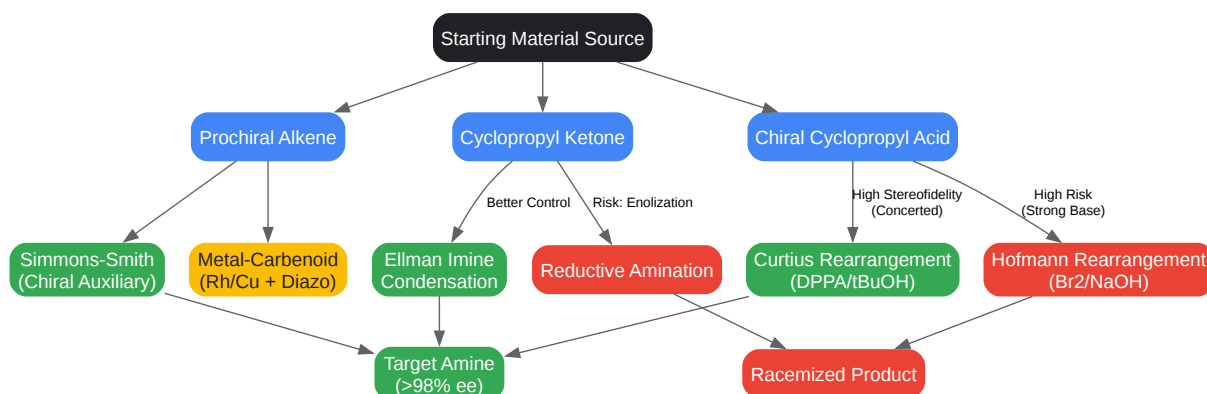 Starting Material Source
Prochiral Alkene
Cyclopropyl Ketone
Chiral Cyclopropyl Acid
Better Control
Risk: Enolization
High Stereofidelity
(Concerted)
High Risk
(Strong Base)
Simmons-Smith
(Chiral Auxiliary)
Metal-Carbenoid
(Rh/Cu + Diazo)
Ellman Imine
Condensation
Reductive Amination
Curtius Rearrangement
(DPPA/tBuOH)
Hofmann Rearrangement
(Br2/NaOH)
Target Amine
(>98% ee)
Racemized Product